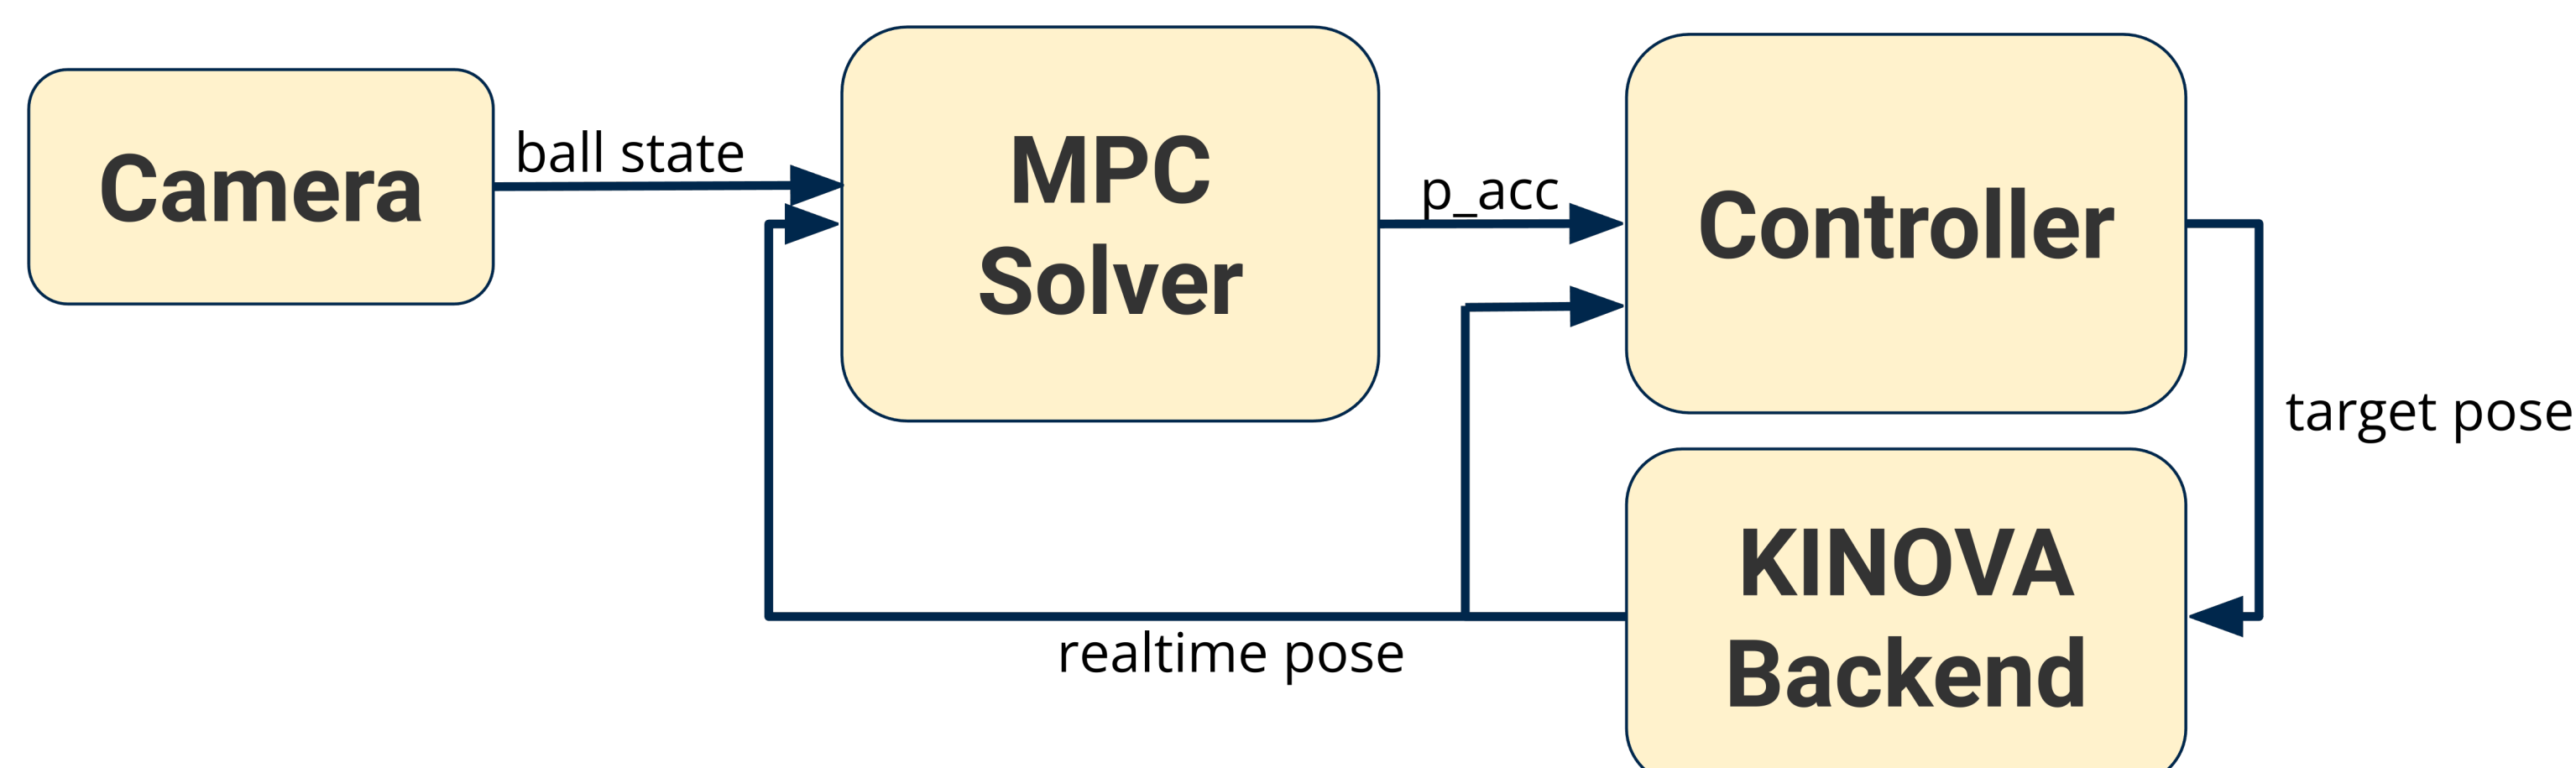 Camera
ball state
MPC
Solver
p_acc
Controller
target pose
KINOVA
Backend
realtime pose